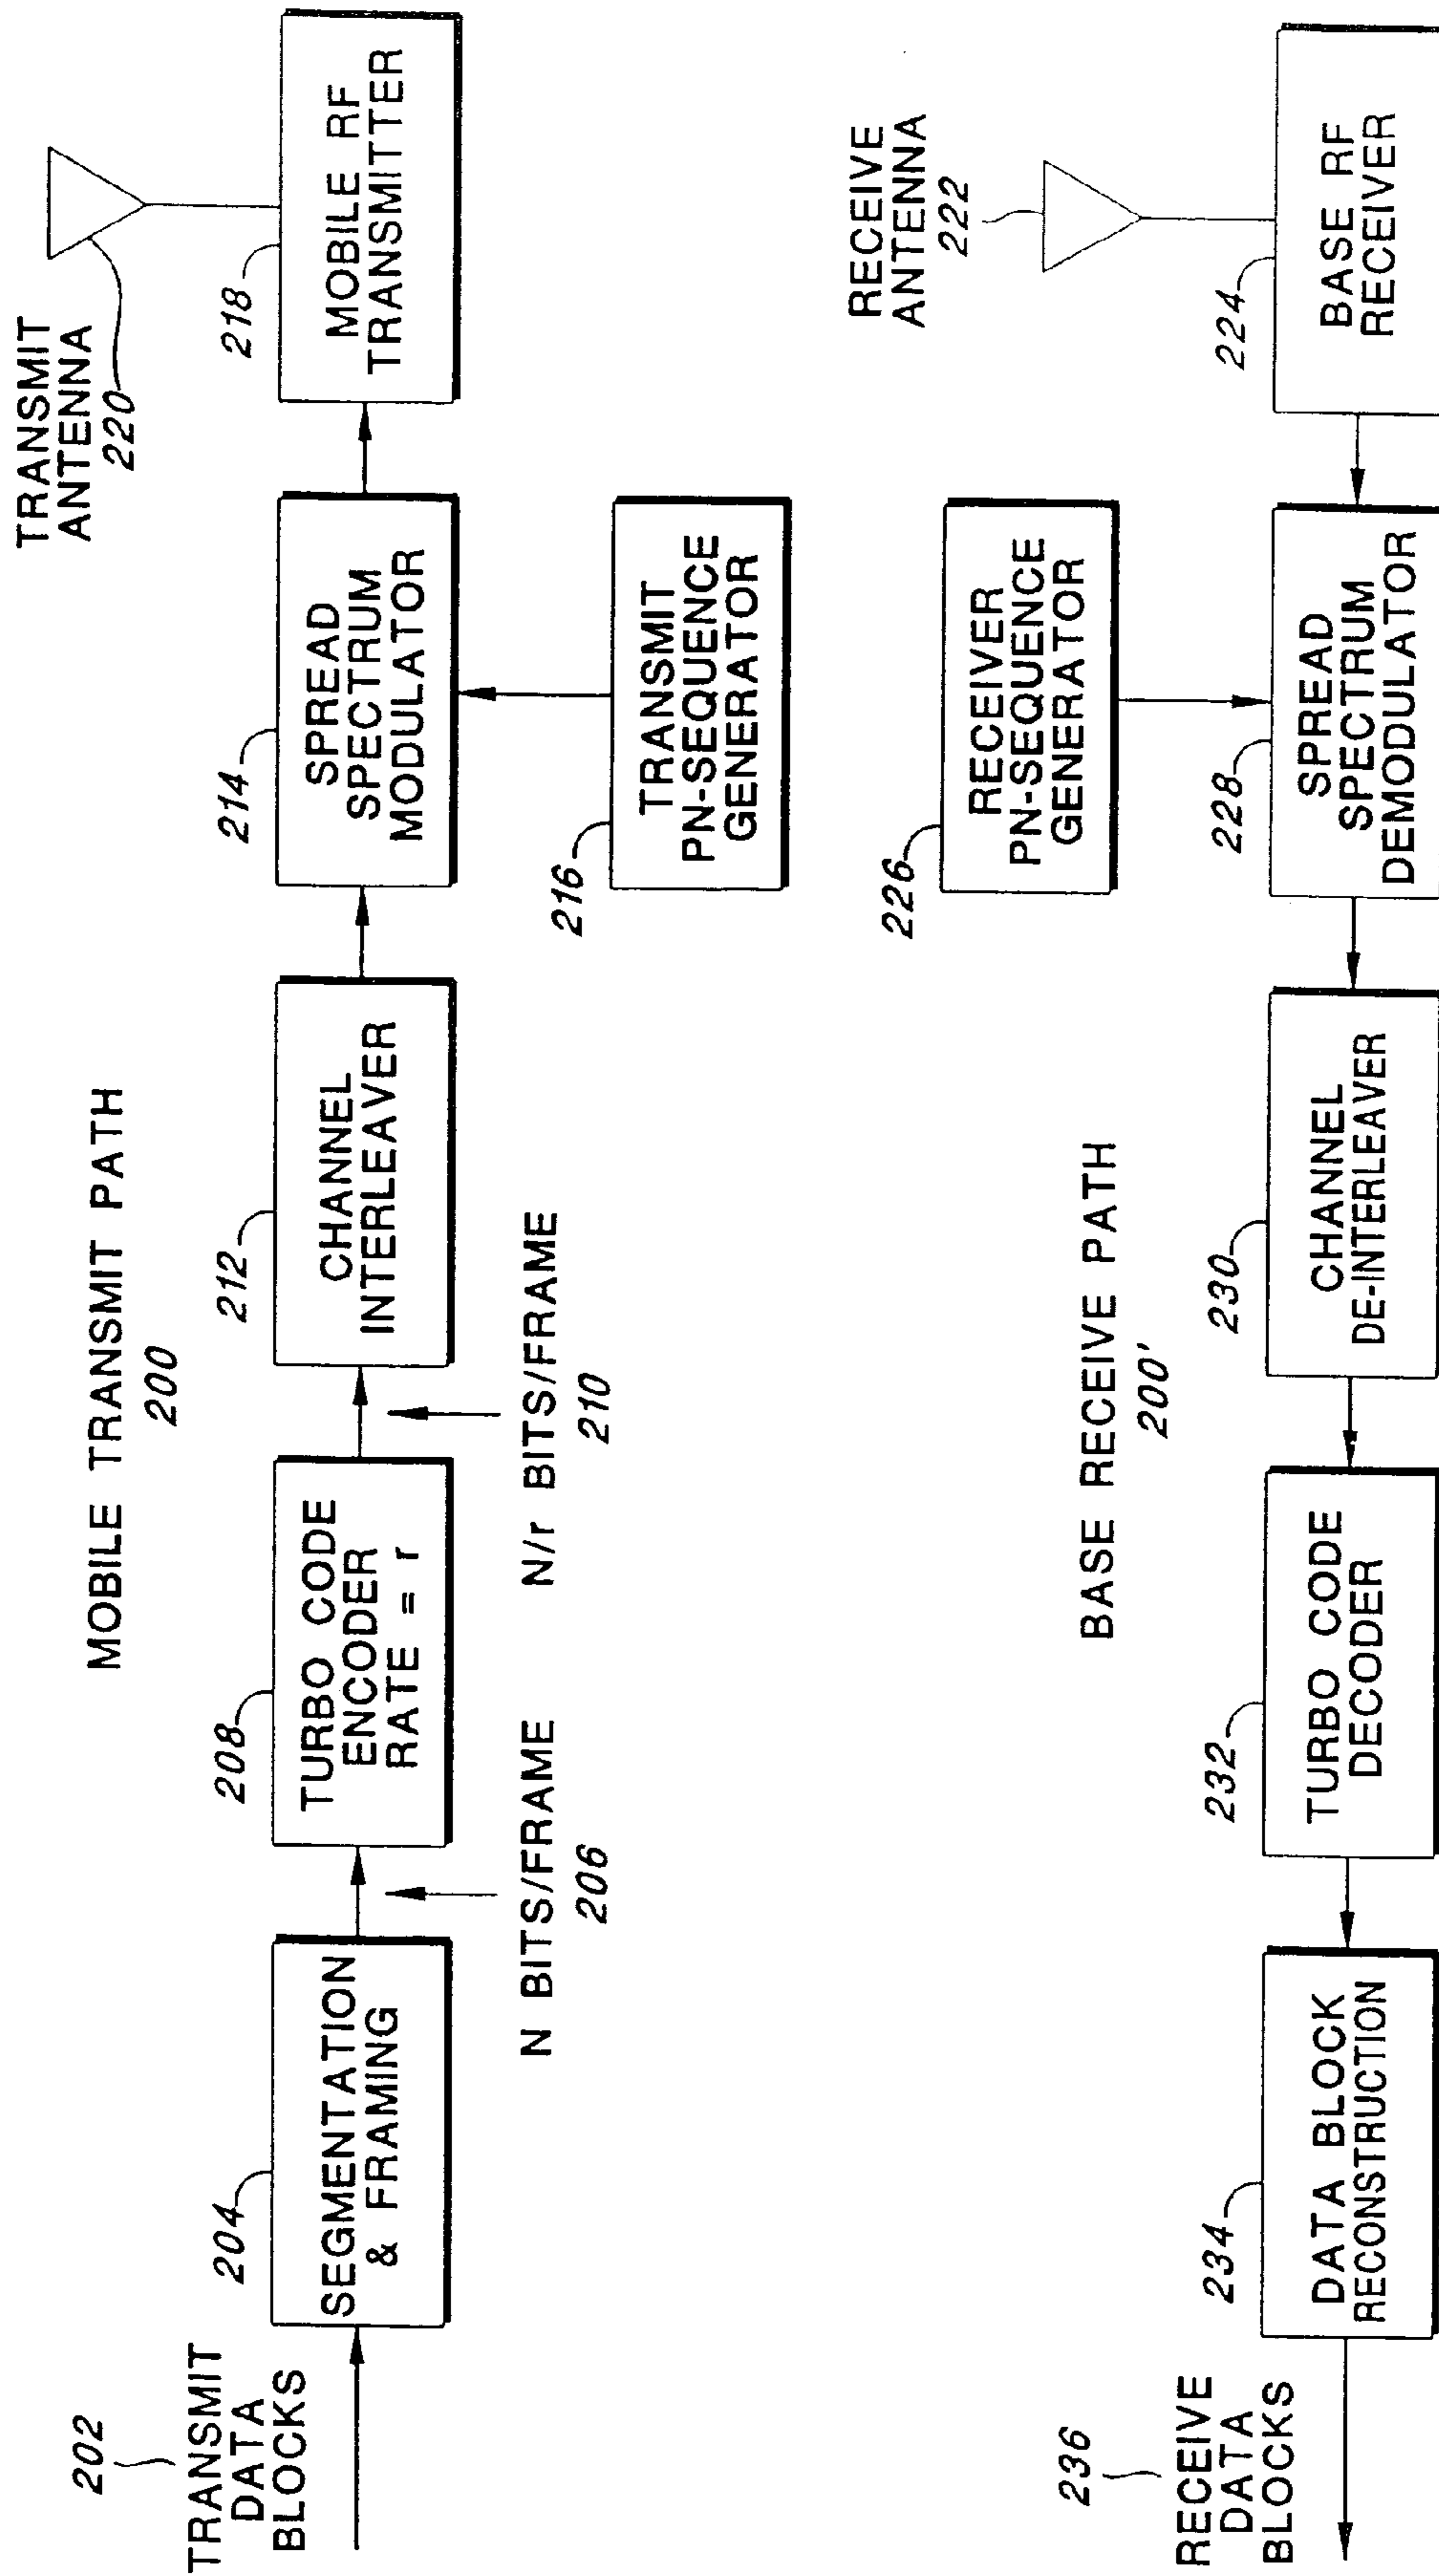 MOBILE TRANSMIT PATH
200
202
TRANSMIT
DATA
BLOCKS
204
SEGMENTATION
& FRAMING
N BITS/FRAME
206
208
TURBO CODE
ENCODER
RATE = r
N/r BITS/FRAME
210
212
CHANNEL
INTERLEAVER
214
SPREAD
SPECTRUM
MODULATOR
216
TRANSMIT
PN-SEQUENCE
GENERATOR
218
MOBILE RF
TRANSMITTER
TRANSMIT
ANTENNA
220
BASE RECEIVE PATH
200'
RECEIVE
ANTENNA
222
224
BASE RF
RECEIVER
226
RECEIVER
PN-SEQUENCE
GENERATOR
228
SPREAD
SPECTRUM
DEMODULATOR
230
CHANNEL
DE-INTERLEAVER
232
TURBO CODE
DECODER
234
DATA BLOCK
RECONSTRUCTION
236
RECEIVE
DATA
BLOCKS